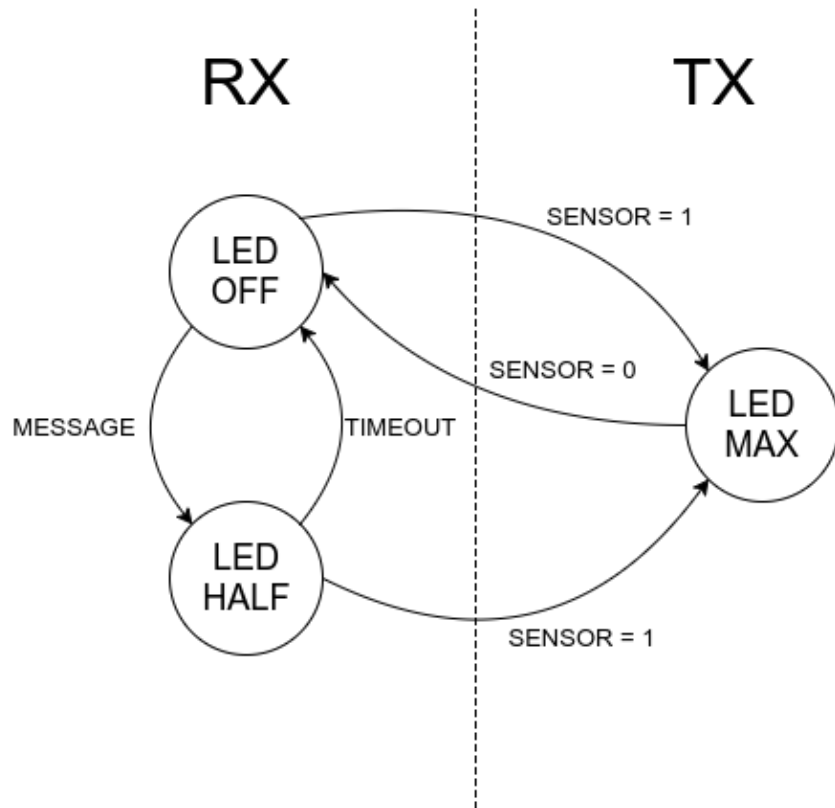 RX
TX
LED
OFF
SENSOR = 1
SENSOR = 0
LED
MAX
MESSAGE
TIMEOUT
LED
HALF
SENSOR = 1